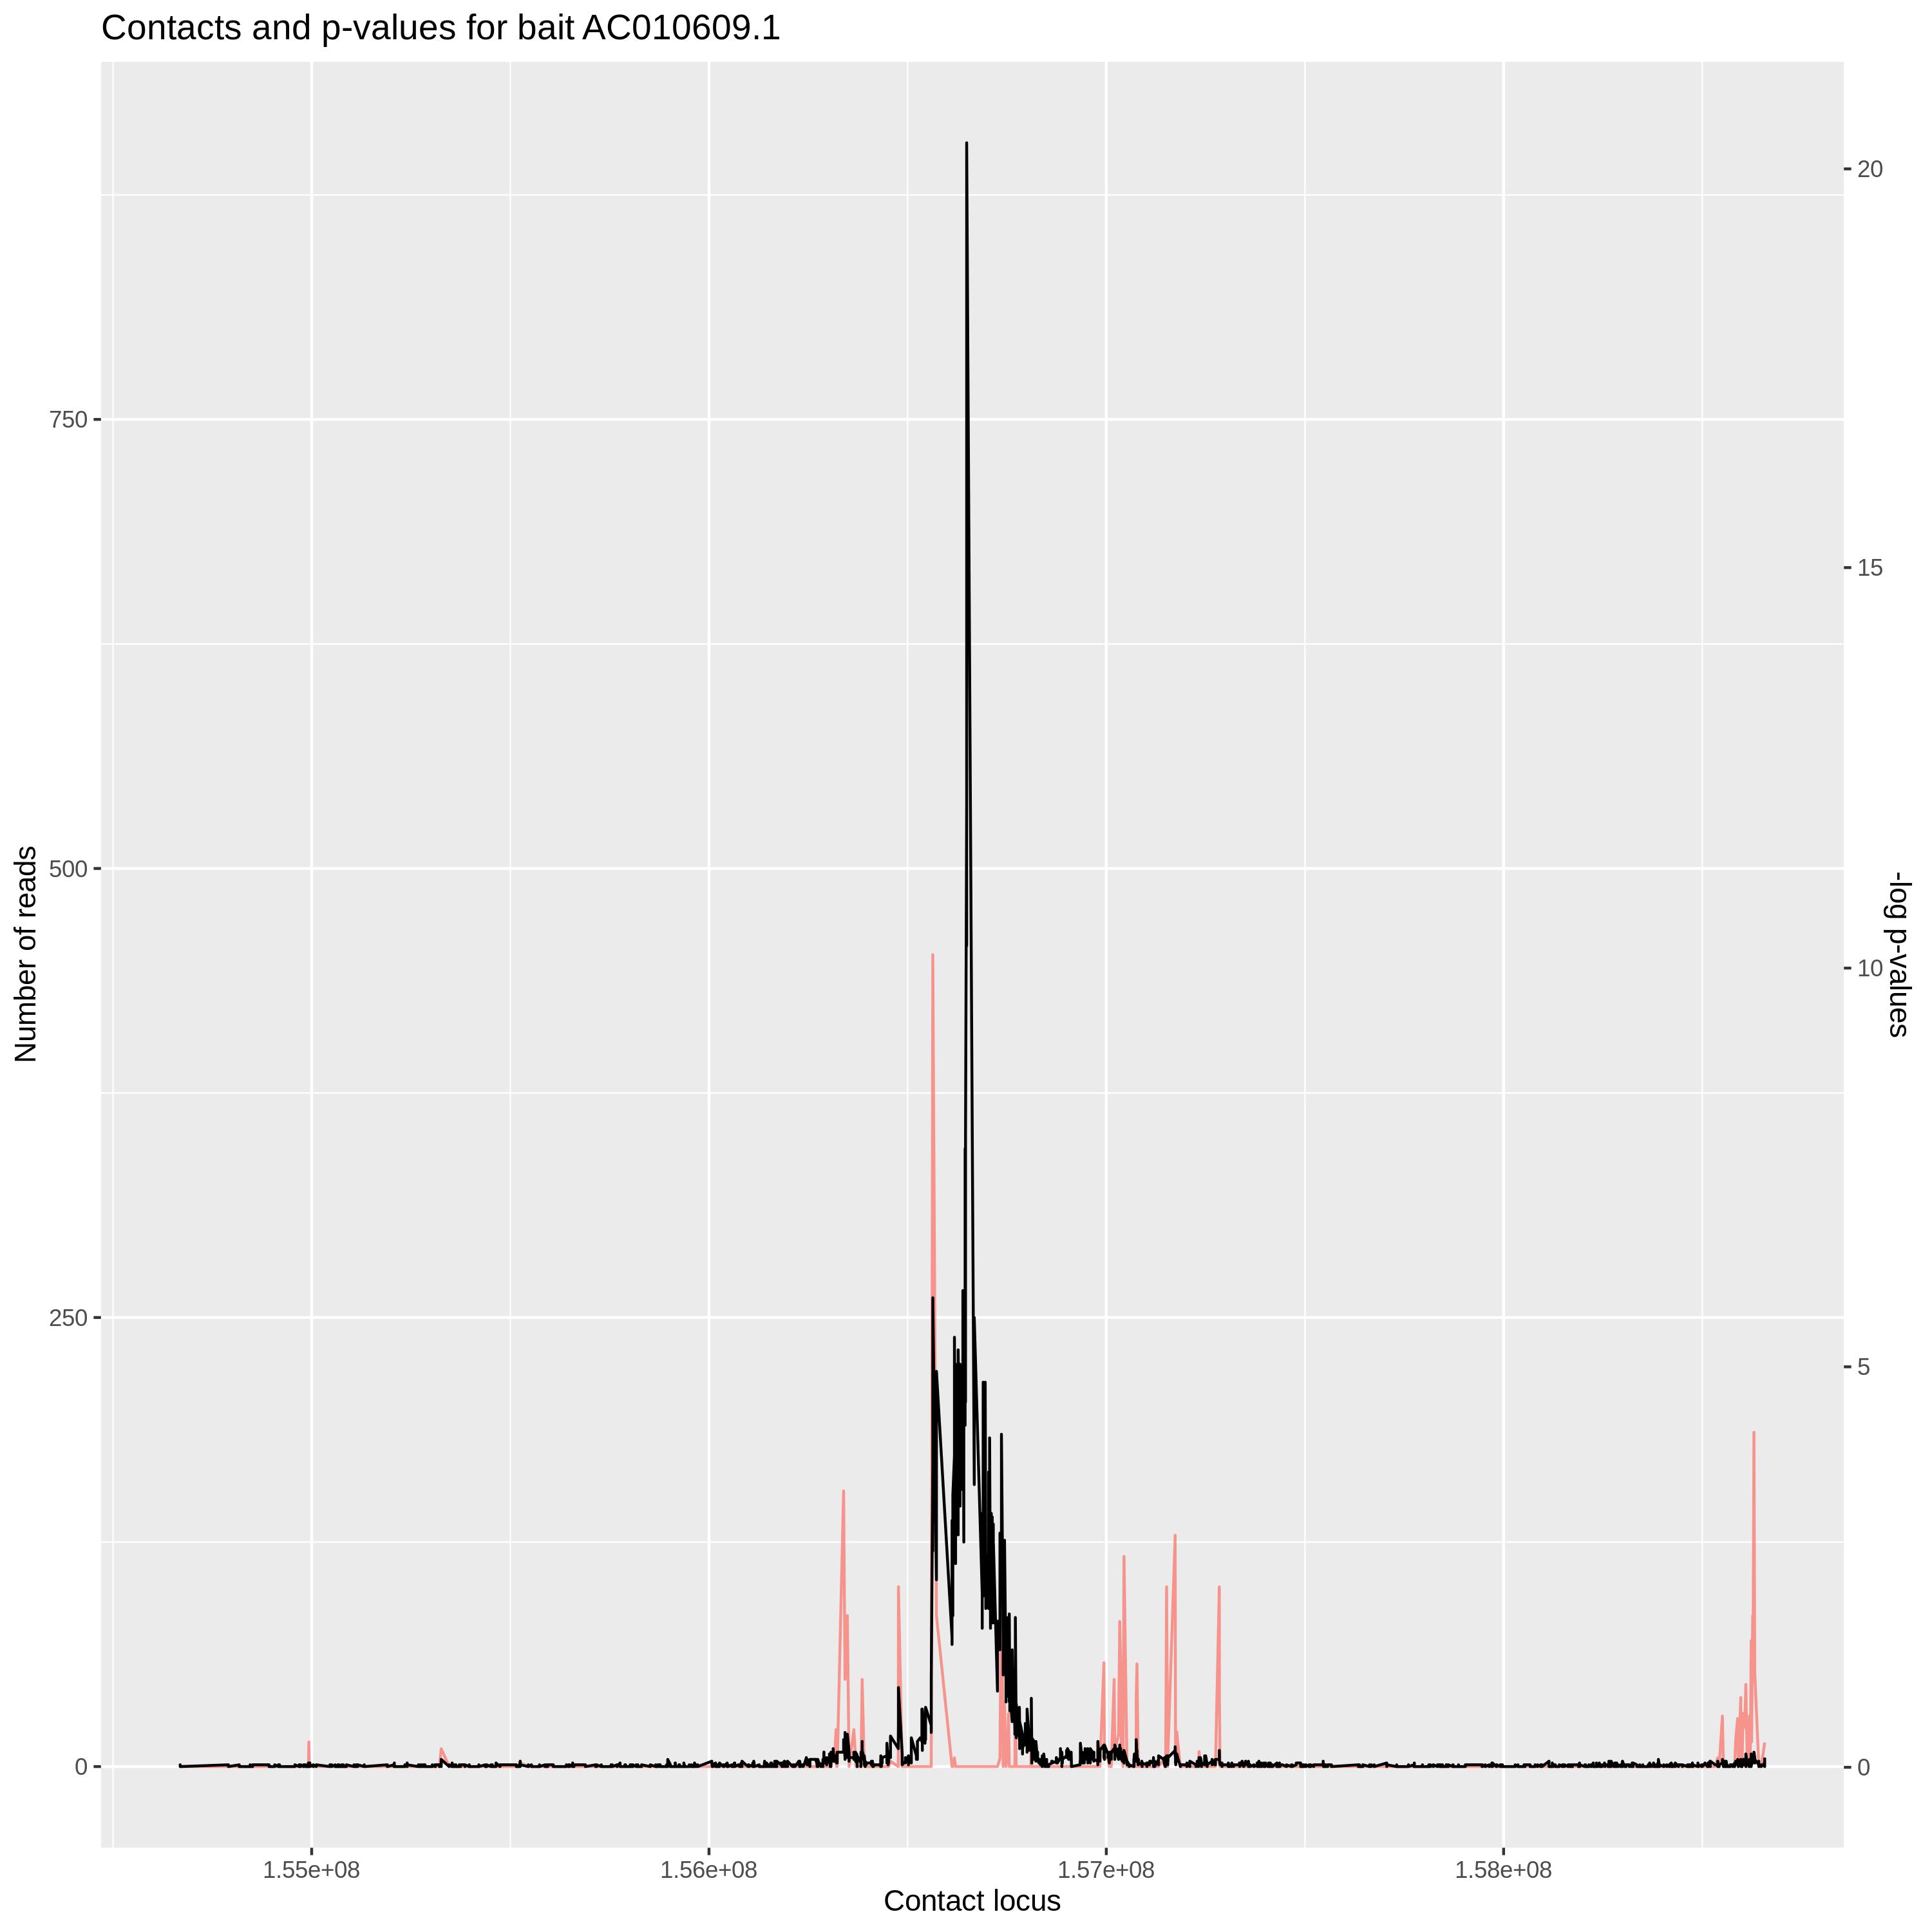 Contacts and p-values for bait AC010609.1
20
750
15
500
Number of reads
-log p-values
10
250
5
0
0
1.55e+08
1.56e+08
1.57e+08
1.58e+08
Contact locus